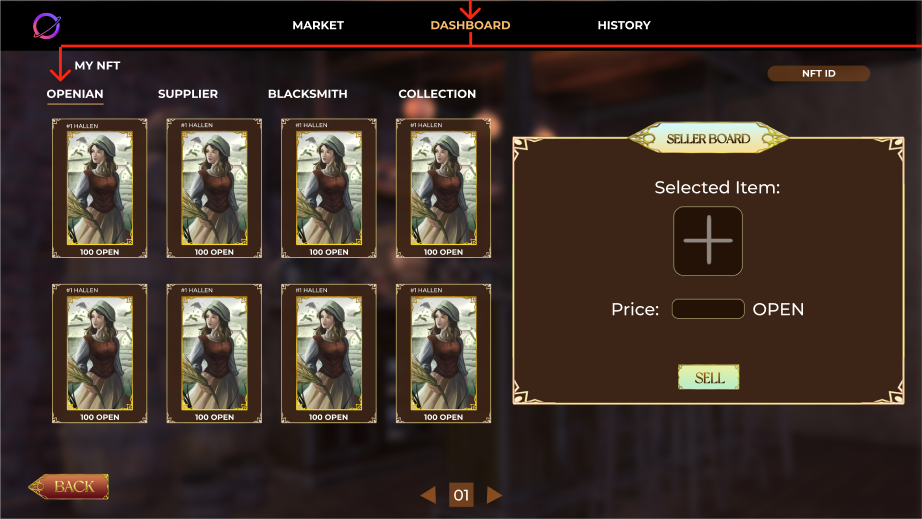 MARKET DASHBOARD HISTORY
MY NFT
NFT ID
OPENIAN SUPPLIER BLACKSMITH COLLECTION
#1 HALLEN #1 HALLEN #1 HALLEN #1 HALLEN
100 OPEN 100 OPEN 100 OPEN 100 OPEN
#1 HALLEN #1 HALLEN #1 HALLEN #1 HALLEN
100 OPEN 100 OPEN 100 OPEN 100 OPEN
SELLER BOARD
Selected Item:
Price: OPEN
SELL
BACK
01